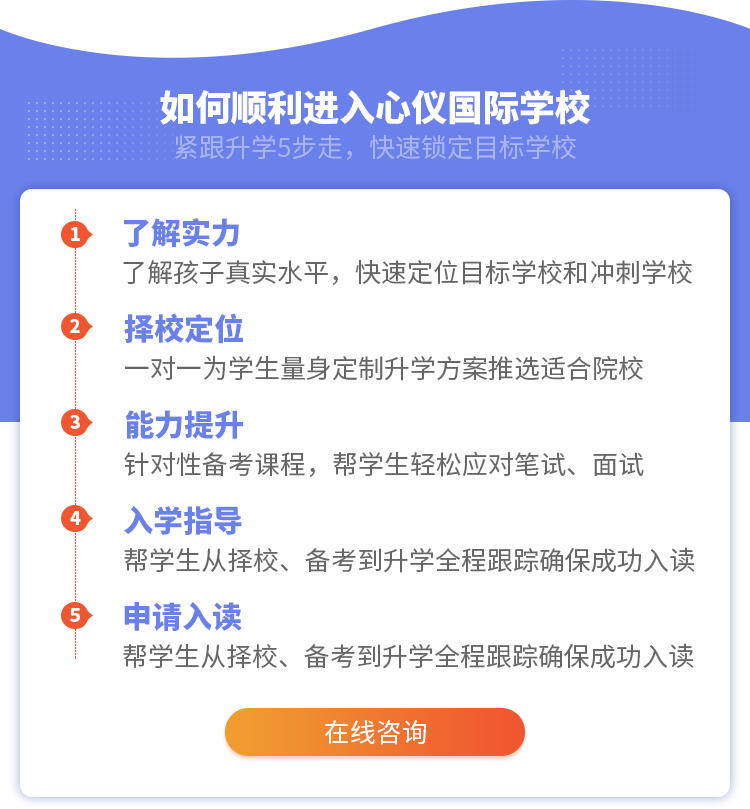 如何顺利进入心仪国际学校
紧跟升学5步走，快速锁定目标学校
1
了解实力
了解孩子真实水平，快速定位目标学校和冲刺学校
2
择校定位
一对一为学生量身定制升学方案推选适合院校
3
能力提升
针对性备考课程，帮学生轻松应对笔试、面试
4
入学指导
帮学生从择校、备考到升学全程跟踪确保成功入读
5
申请入读
帮学生从择校、备考到升学全程跟踪确保成功入读
在线咨询